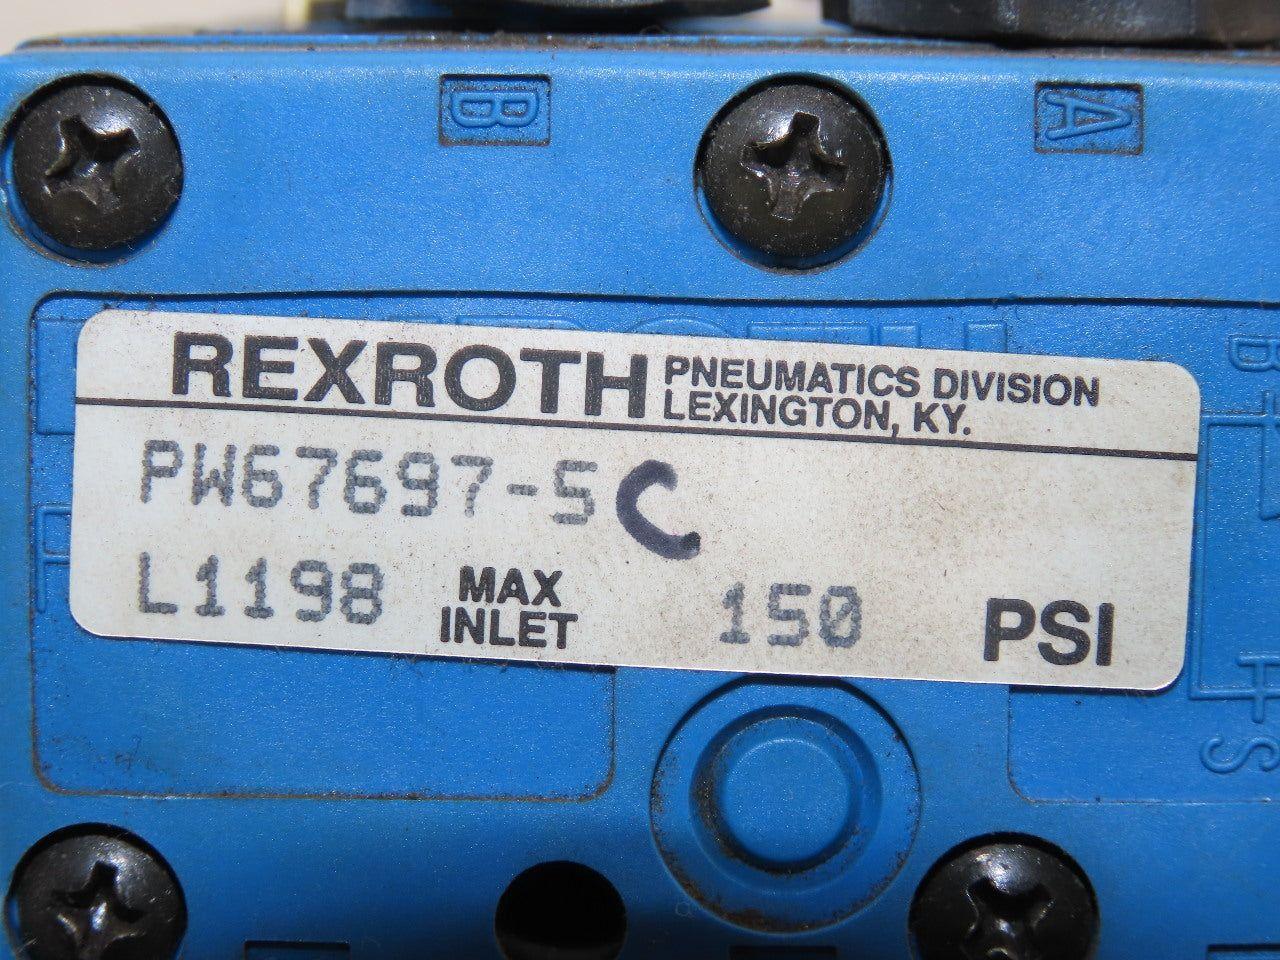 B
A
REXROTH PNEUMATICS DIVISION
LEXINGTON, KY.
PW67697-5 C
L1198 MAX INLET 150 PSI
B
S